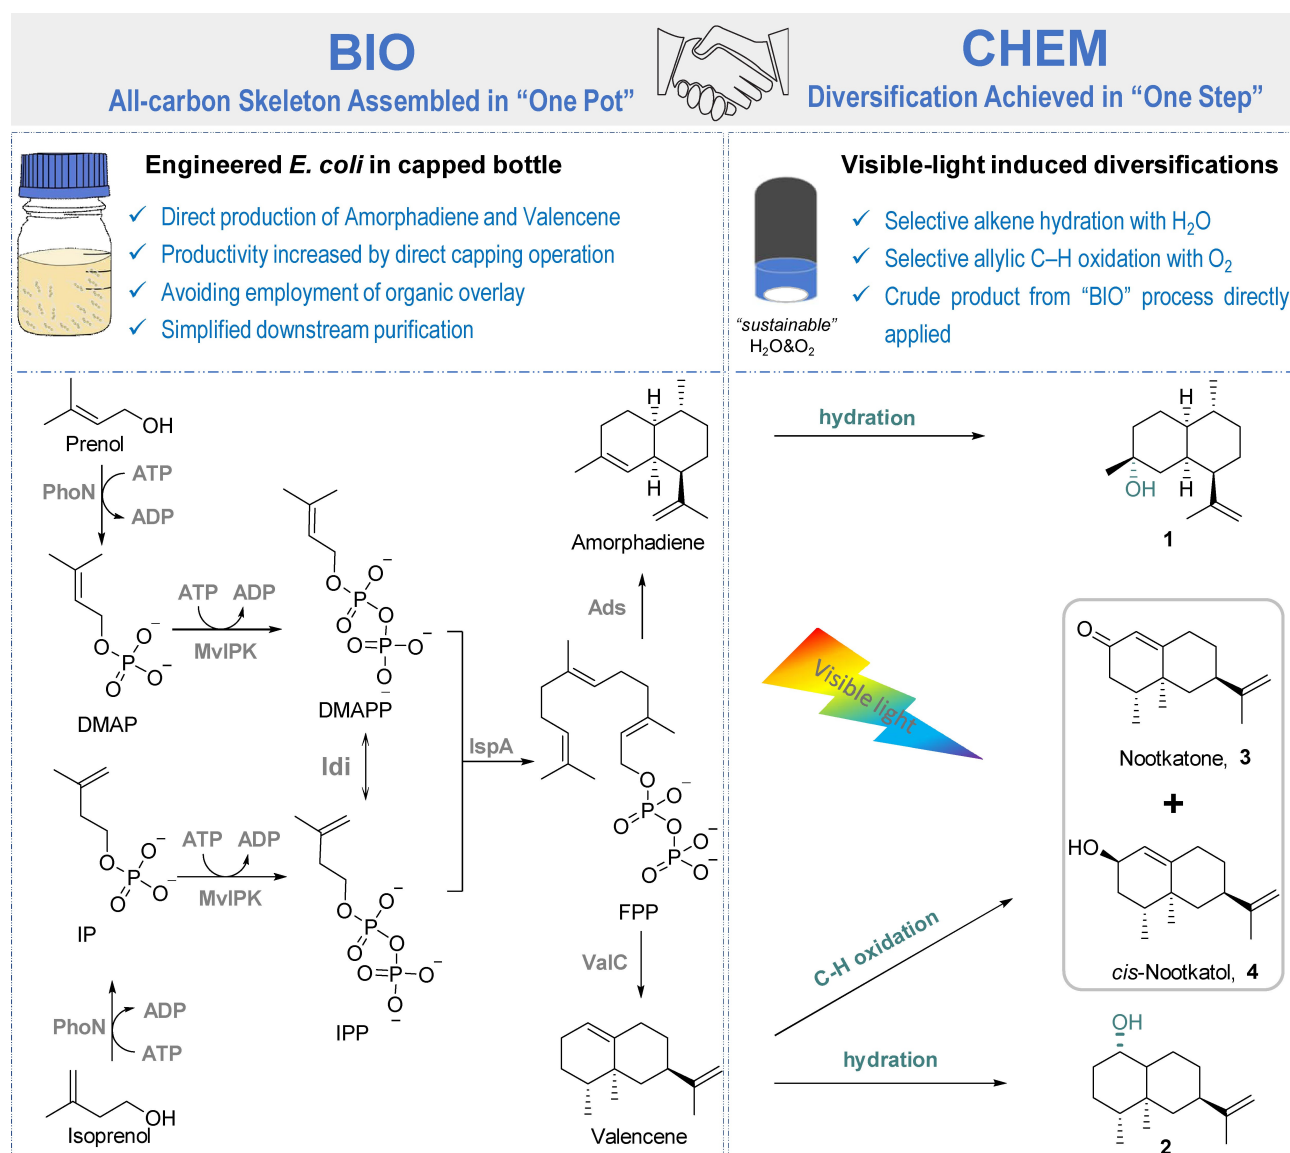 BIO
All-carbon Skeleton Assembled in “One Pot”
CHEM
Diversification Achieved in “One Step”
Engineered E. coli in capped bottle
✓ Direct production of Amorphadiene and Valencene
✓ Productivity increased by direct capping operation
✓ Avoiding employment of organic overlay
✓ Simplified downstream purification
Visible-light induced diversifications
✓ Selective alkene hydration with H2O
✓ Selective allylic C–H oxidation with O2
✓ Crude product from “BIO” process directly
applied
“sustainable”
H2O&O2
OH
Prenol
PhoN
ATP
ADP
O
P
O–
O–
O
DMAP
ATP
ADP
MvIPK
O
P
O–
O
O
O
P
O–
O–
DMAPP
Idi
O
P
O–
O–
O
IP
ATP
ADP
MvIPK
O
P
O–
O
O
O
P
O–
O–
IPP
PhoN
ADP
ATP
OH
Isoprenol
IspA
H
H
Amorphadiene
Ads
O
P
O–
O
O
O
P
O–
O–
FPP
ValC
Valencene
hydration
H
H
OH
1
Visible light
O
Nootkatone, 3
+
HO
cis-Nootkatol, 4
C-H oxidation
hydration
OH
2